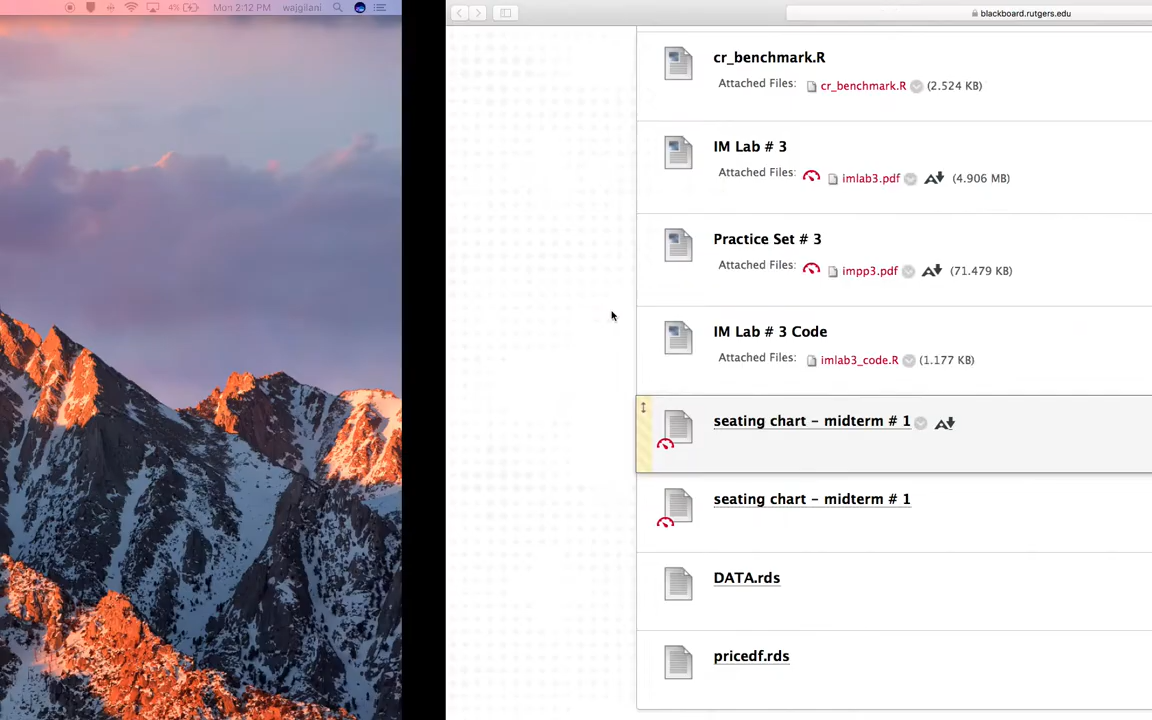 4% Mon 2:12 PM wajgilani
blackboard.rutgers.edu
cr_benchmark.R
Attached Files: cr_benchmark.R (2.524 KB)
IM Lab # 3
Attached Files: imlab3.pdf A (4.906 MB)
Practice Set # 3
Attached Files: impp3.pdf A (71.479 KB)
IM Lab # 3 Code
Attached Files: imlab3_code.R (1.177 KB)
seating chart - midterm # 1 A
seating chart - midterm # 1
DATA.rds
pricedf.rds